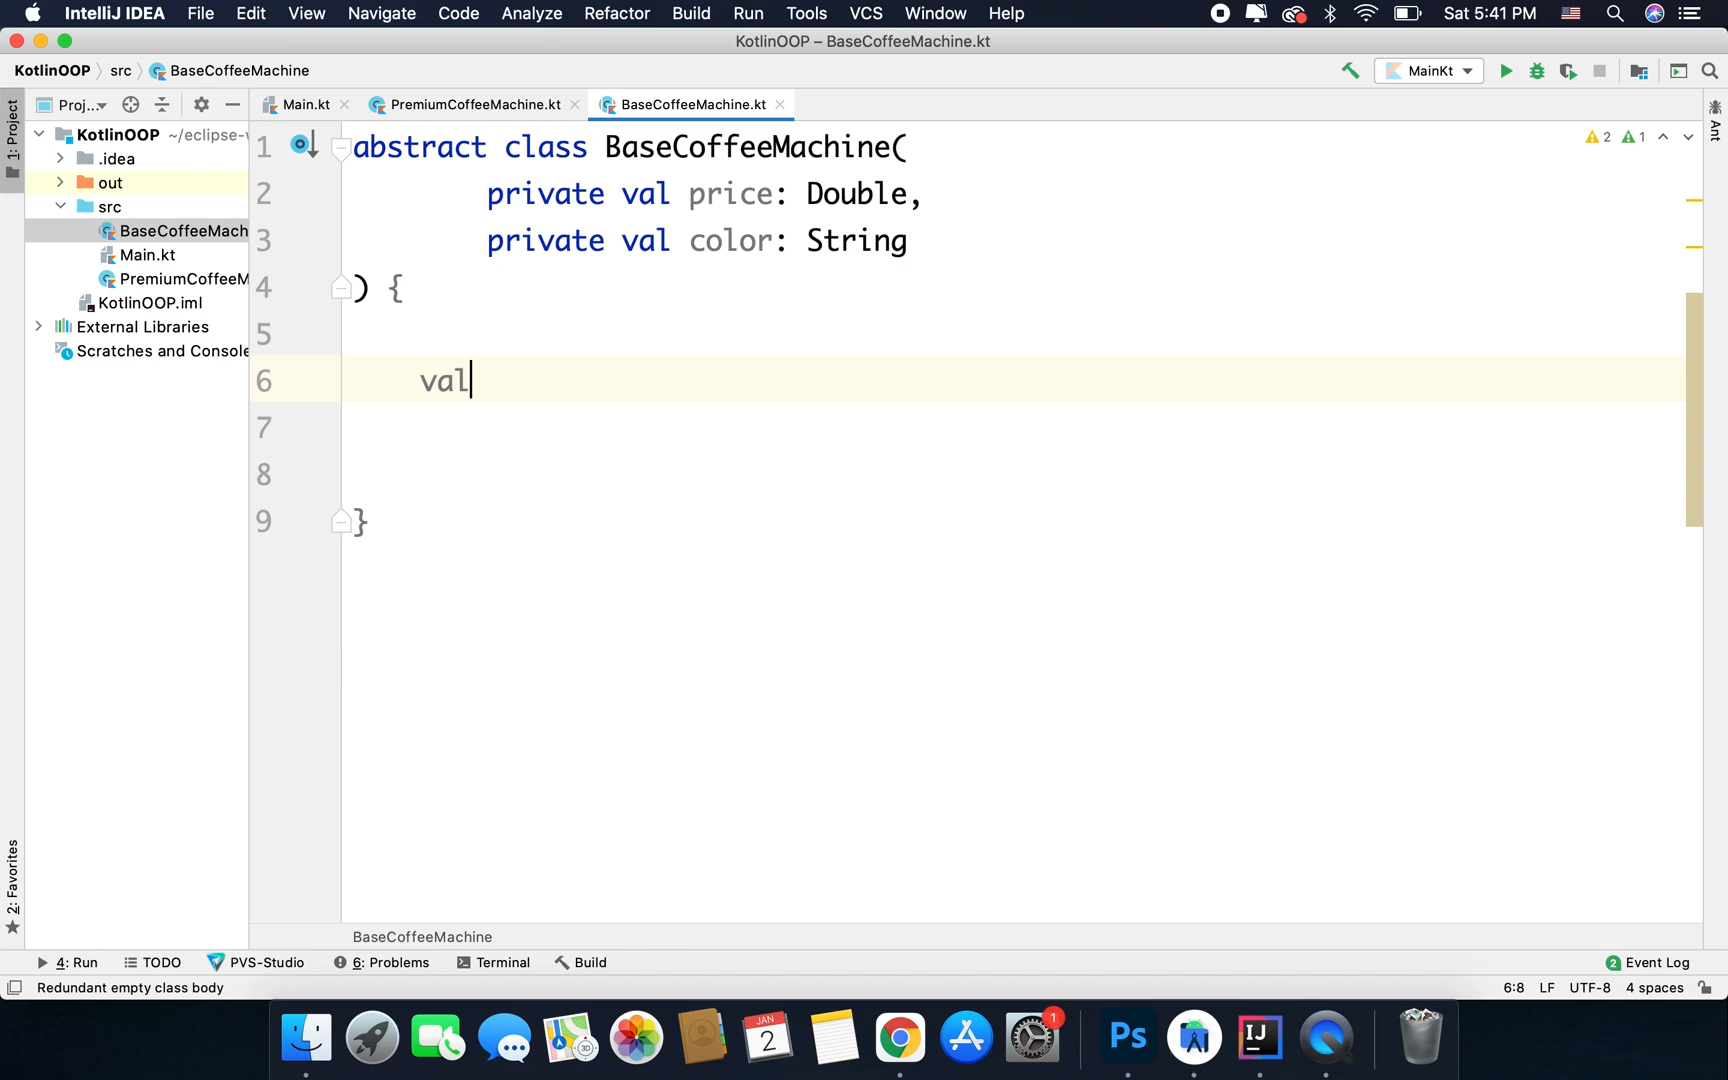 IntelliJ IDEA File Edit View Navigate Code Analyze Refactor Build Run Tools VCS Window Help Sat 5:41 PM
KotlinOOP – BaseCoffeeMachine.kt
KotlinOOP src BaseCoffeeMachine MainKt
Proj... Main.kt PremiumCoffeeMachine.kt BaseCoffeeMachine.kt
1: Project
Ant
KotlinOOP ~/eclipse-w
.idea
out
src
BaseCoffeeMach
Main.kt
PremiumCoffeeM
KotlinOOP.iml
External Libraries
Scratches and Console
2 1
1 abstract class BaseCoffeeMachine(
2 private val price: Double,
3 private val color: String
4 ) {
5
6 val
7
8
9 }
2: Favorites
BaseCoffeeMachine
4: Run TODO PVS-Studio 6: Problems Terminal Build 2 Event Log
Redundant empty class body 6:8 LF UTF-8 4 spaces
JAN
2
3D
1
Ps
IJ